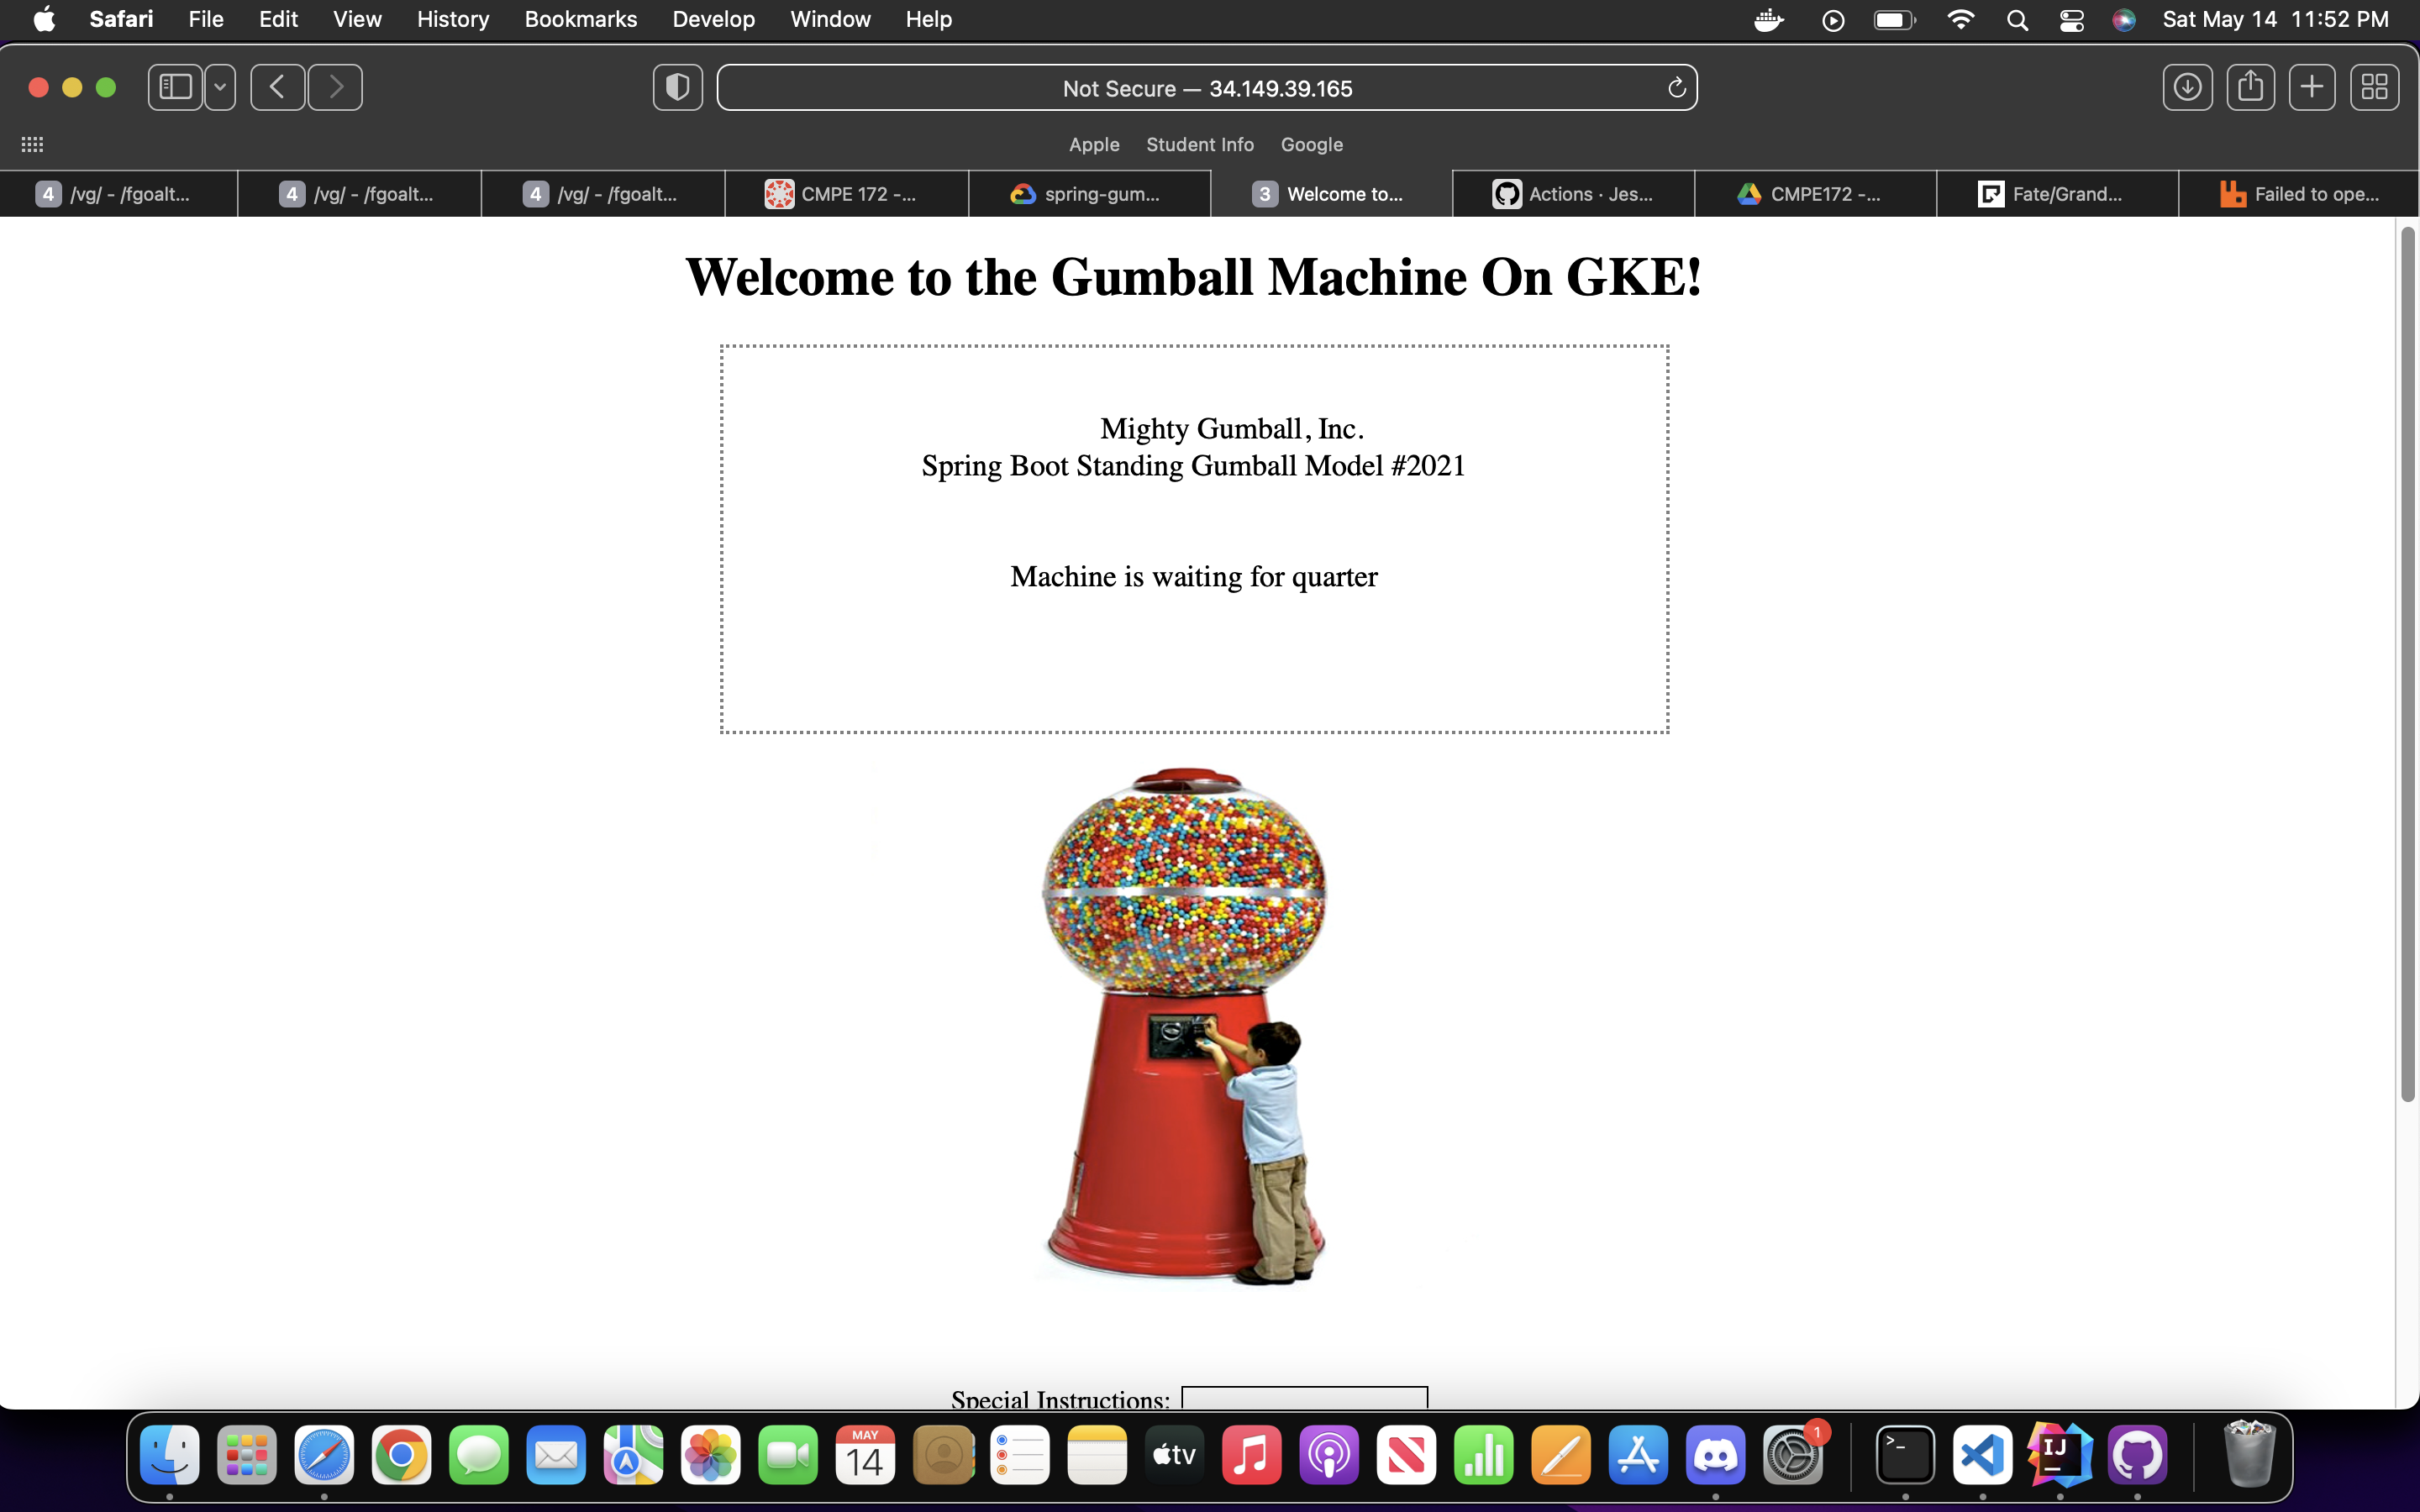 Safari File Edit View History Bookmarks Develop Window Help Sat May 14 11:52 PM
Not Secure — 34.149.39.165
Apple Student Info Google
4 /vg/ - /fgoalt... 4 /vg/ - /fgoalt... 4 /vg/ - /fgoalt... CMPE 172 -... spring-gum... 3 Welcome to... Actions · Jes... CMPE172 -... Fate/Grand... Failed to ope...
Welcome to the Gumball Machine On GKE!
Mighty Gumball, Inc.
Spring Boot Standing Gumball Model #2021
Machine is waiting for quarter
Special Instructions:
MAY
14
tv
1
>_
IJ